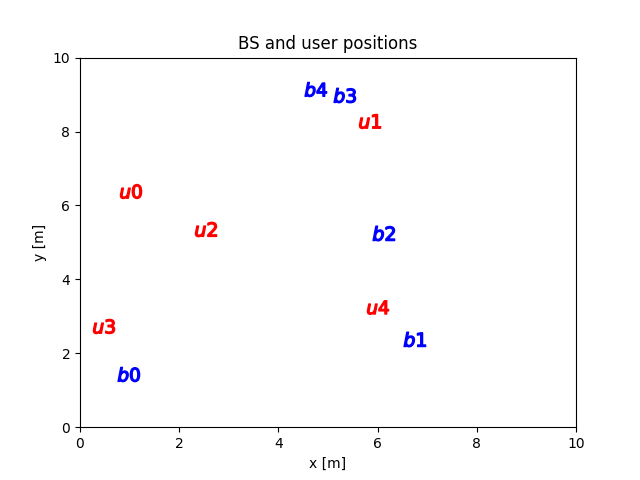 BS and user positions
10
b4
b3
u1
8
u0
6
u2
b2
y [m]
4
u4
u3
b1
2
b0
0
0 2 4 6 8 10
x [m]